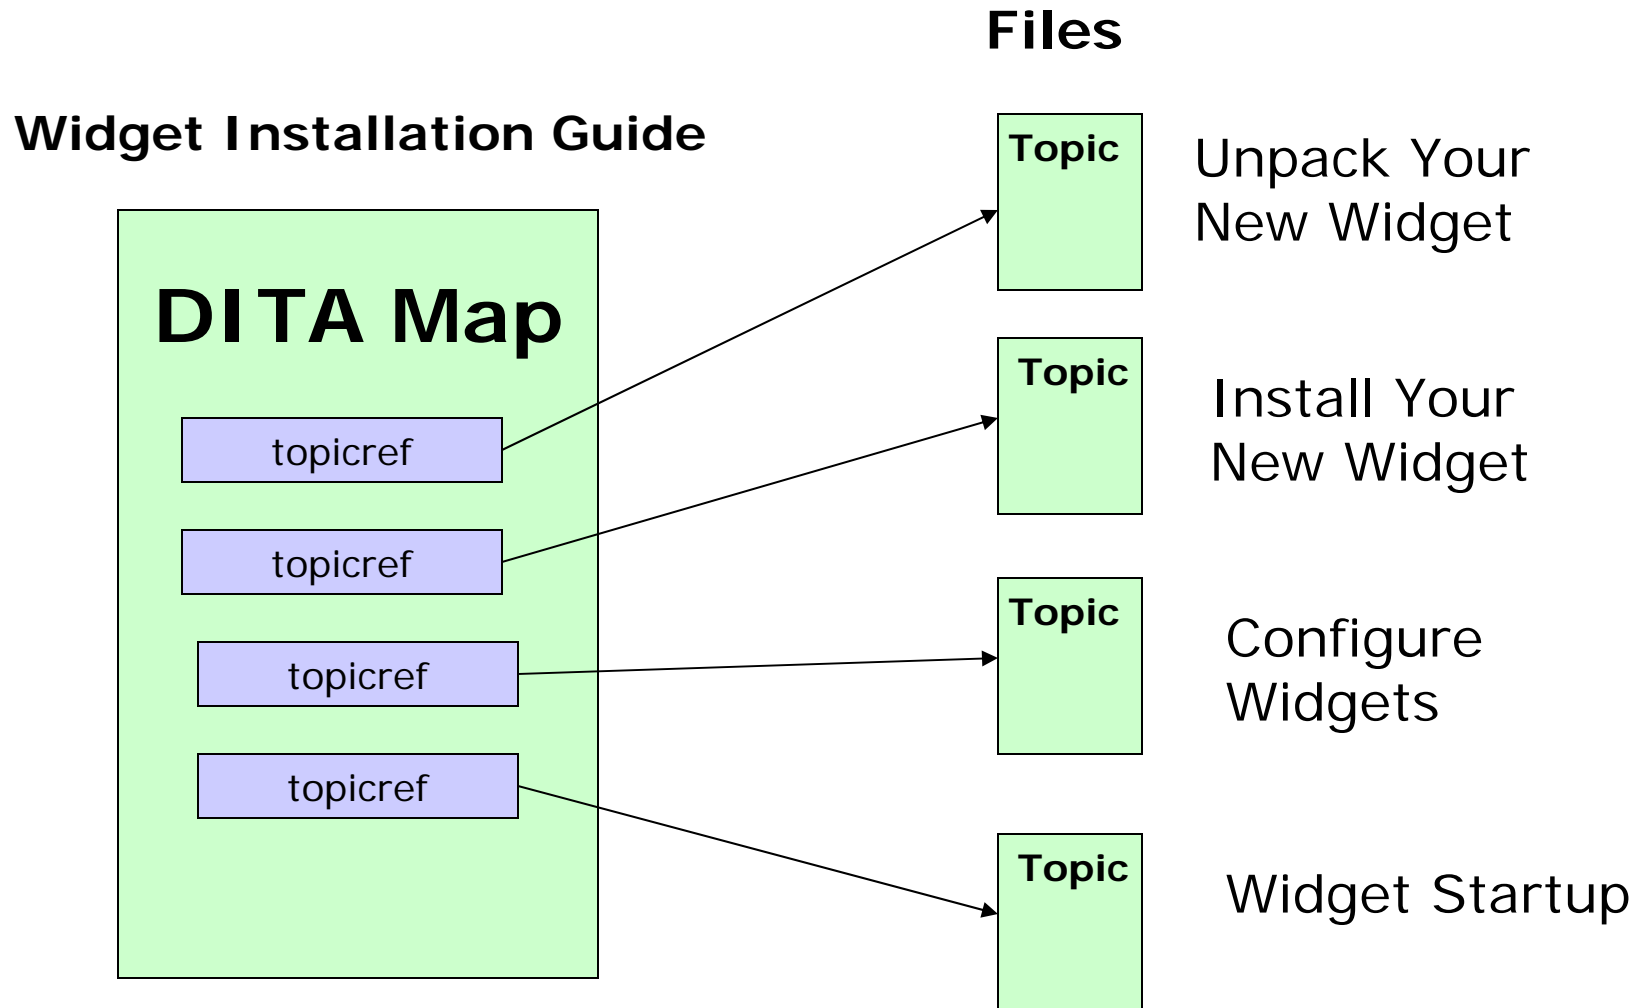 Files
Widget Installation Guide
DITA Map
topicref
topicref
topicref
topicref
Topic
Unpack Your
New Widget
Topic
Install Your
New Widget
Topic
Configure
Widgets
Topic
Widget Startup